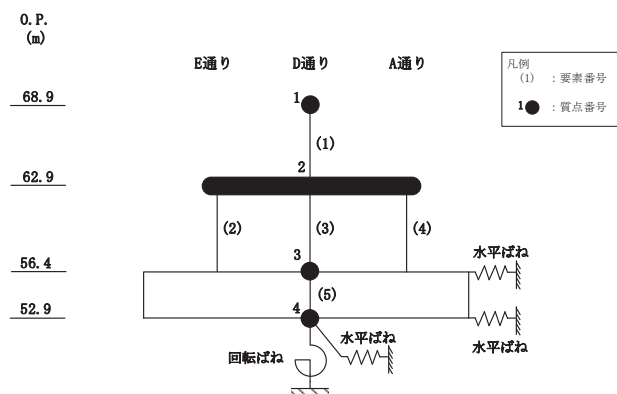 O.P.
(m)
E通り D通り A通り
凡例
(1) : 要素番号
1 : 質点番号
68.9
1
(1)
2
62.9
(2) (3) (4)
3
水平ばね
56.4
(5)
4
52.9
水平ばね
水平ばね
回転ばね